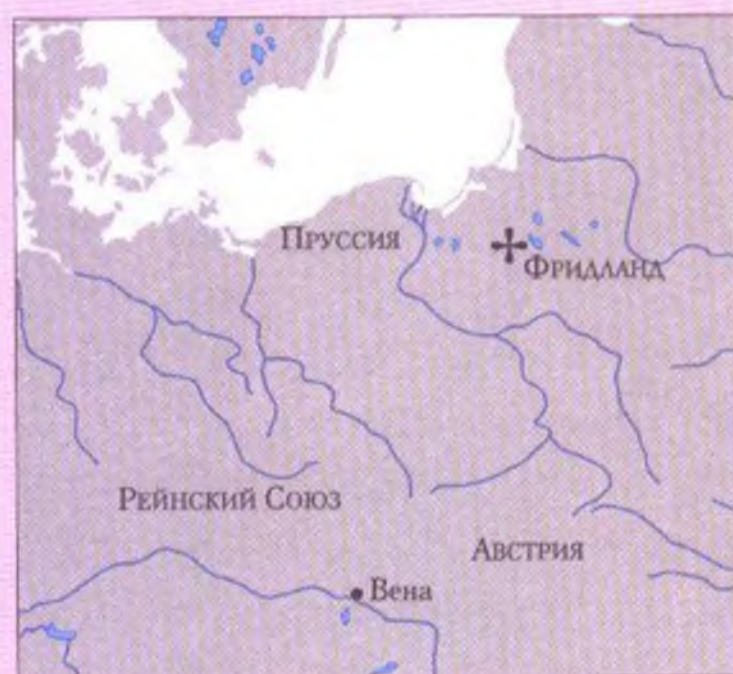 Пруссия
Фридланд
Рейнский Союз
Австрия
Вена